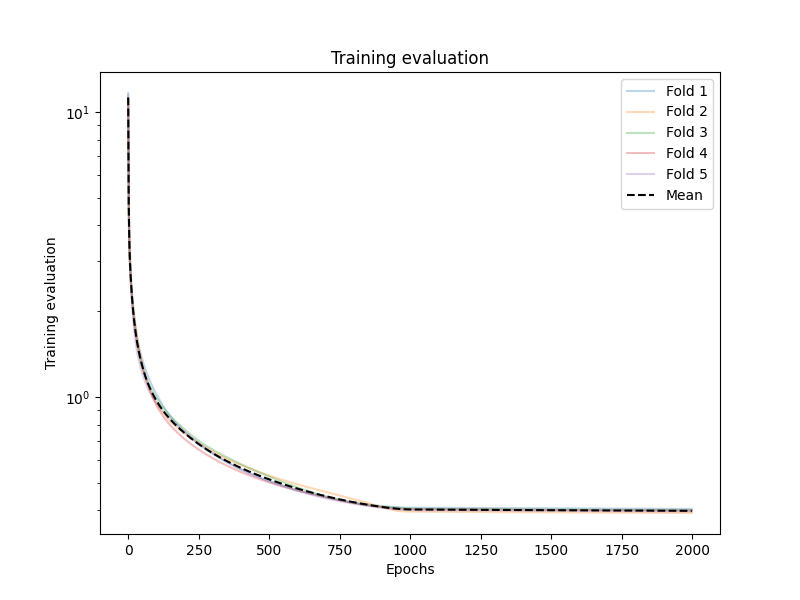 Training evaluation
Training evaluation
10¹
10⁰
Fold 1
Fold 2
Fold 3
Fold 4
Fold 5
Mean
0 250 500 750 1000 1250 1500 1750 2000
Epochs